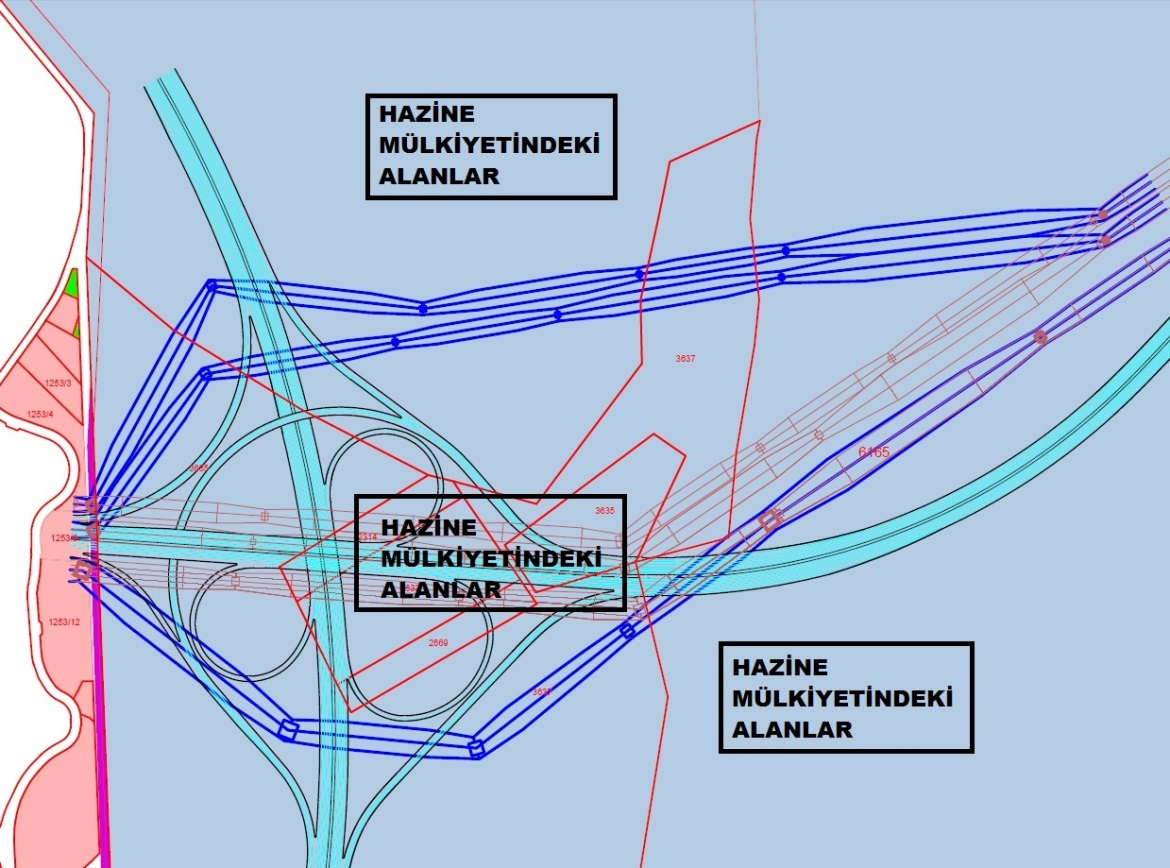 HAZİNE
MÜLKİYETİNDEKİ
ALANLAR
3637
1253/3
1253/4
6165
3635
HAZİNE
MÜLKİYETİNDEKİ
ALANLAR
1253/12
2669
HAZİNE
MÜLKİYETİNDEKİ
ALANLAR